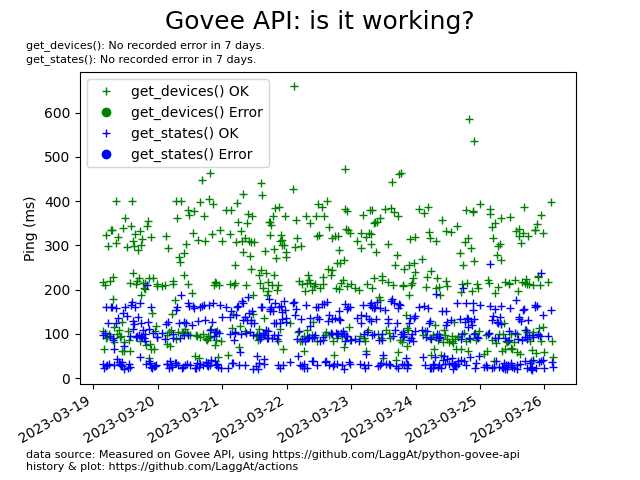 Govee API: is it working?
get_devices(): No recorded error in 7 days.
get_states(): No recorded error in 7 days.
get_devices() OK
get_devices() Error
get_states() OK
get_states() Error
Ping (ms)
600
500
400
300
200
100
0
2023-03-19
2023-03-20
2023-03-21
2023-03-22
2023-03-23
2023-03-24
2023-03-25
2023-03-26
data source: Measured on Govee API, using https://github.com/LaggAt/python-govee-api
history & plot: https://github.com/LaggAt/actions